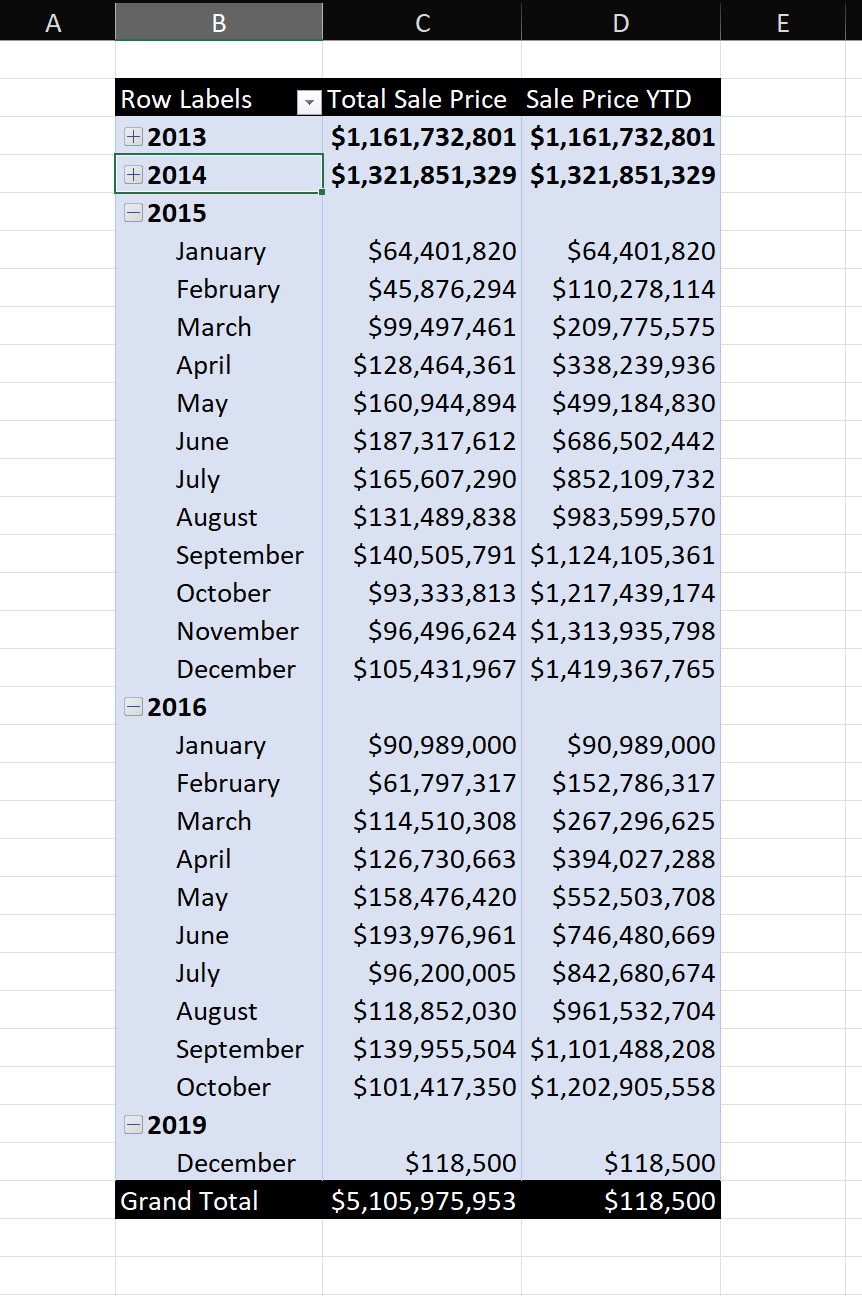 A B C D E
Row Labels Total Sale Price Sale Price YTD
2013 $1,161,732,801 $1,161,732,801
2014 $1,321,851,329 $1,321,851,329
2015
January $64,401,820 $64,401,820
February $45,876,294 $110,278,114
March $99,497,461 $209,775,575
April $128,464,361 $338,239,936
May $160,944,894 $499,184,830
June $187,317,612 $686,502,442
July $165,607,290 $852,109,732
August $131,489,838 $983,599,570
September $140,505,791 $1,124,105,361
October $93,333,813 $1,217,439,174
November $96,496,624 $1,313,935,798
December $105,431,967 $1,419,367,765
2016
January $90,989,000 $90,989,000
February $61,797,317 $152,786,317
March $114,510,308 $267,296,625
April $126,730,663 $394,027,288
May $158,476,420 $552,503,708
June $193,976,961 $746,480,669
July $96,200,005 $842,680,674
August $118,852,030 $961,532,704
September $139,955,504 $1,101,488,208
October $101,417,350 $1,202,905,558
2019
December $118,500 $118,500
Grand Total $5,105,975,953 $118,500